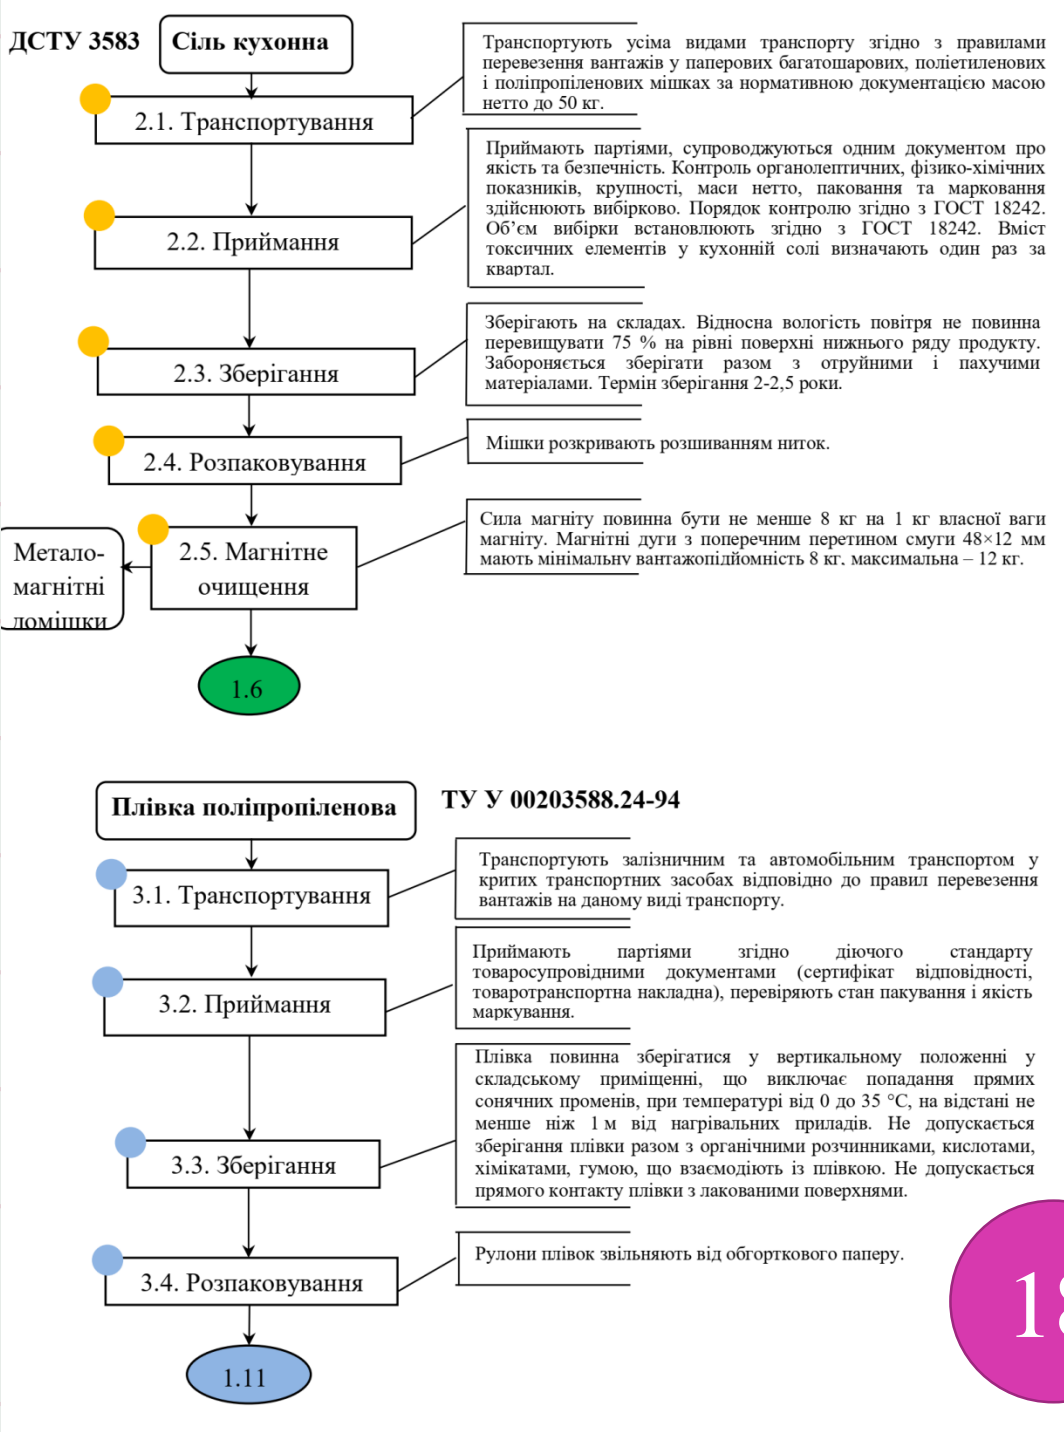 ДСТУ 3583
Сіль кухонна
Транспортують усіма видами транспорту згідно з правилами
перевезення вантажів у паперових багатошарових, поліетиленових
і поліпропіленових мішках за нормативною документацією масою
нетто до 50 кг.
2.1. Транспортування
Приймають партіями, супроводжуються одним документом про
якість та безпечність. Контроль органолептичних, фізико-хімічних
показників, крупності, маси нетто, паковання та марковання
здійснюють вибірково. Порядок контролю згідно з ГОСТ 18242.
Об’єм вибірки встановлюють згідно з ГОСТ 18242. Вміст
токсичних елементів у кухонній солі визначають один раз за
квартал.
2.2. Приймання
Зберігають на складах. Відносна вологість повітря не повинна
перевищувати 75 % на рівні поверхні нижнього ряду продукту.
Забороняється зберігати разом з отруйними і пахучими
матеріалами. Термін зберігання 2-2,5 роки.
2.3. Зберігання
Мішки розкривають розшиванням ниток.
2.4. Розпаковування
Сила магніту повинна бути не менше 8 кг на 1 кг власної ваги
магніту. Магнітні дуги з поперечним перетином смуги 48×12 мм
мають мінімальну вантажопідйомність 8 кг, максимальна – 12 кг.
2.5. Магнітне
очищення
Метало-
магнітні
домішки
1.6
Плівка поліпропіленова
ТУ У 00203588.24-94
Транспортують залізничним та автомобільним транспортом у
критих транспортних засобах відповідно до правил перевезення
вантажів на даному виді транспорту.
3.1. Транспортування
Приймають партіями згідно діючого стандарту
товаросупровідними документами (сертифікат відповідності,
товаротранспортна накладна), перевіряють стан пакування і якість
маркування.
3.2. Приймання
Плівка повинна зберігатися у вертикальному положенні у
складському приміщенні, що виключає попадання прямих
сонячних променів, при температурі від 0 до 35 °С, на відстані не
менше ніж 1 м від нагрівальних приладів. Не допускається
зберігання плівки разом з органічними розчинниками, кислотами,
хімікатами, гумою, що взаємодіють із плівкою. Не допускається
прямого контакту плівки з лакованими поверхнями.
3.3. Зберігання
Рулони плівок звільняють від обгорткового паперу.
3.4. Розпаковування
1.11
18